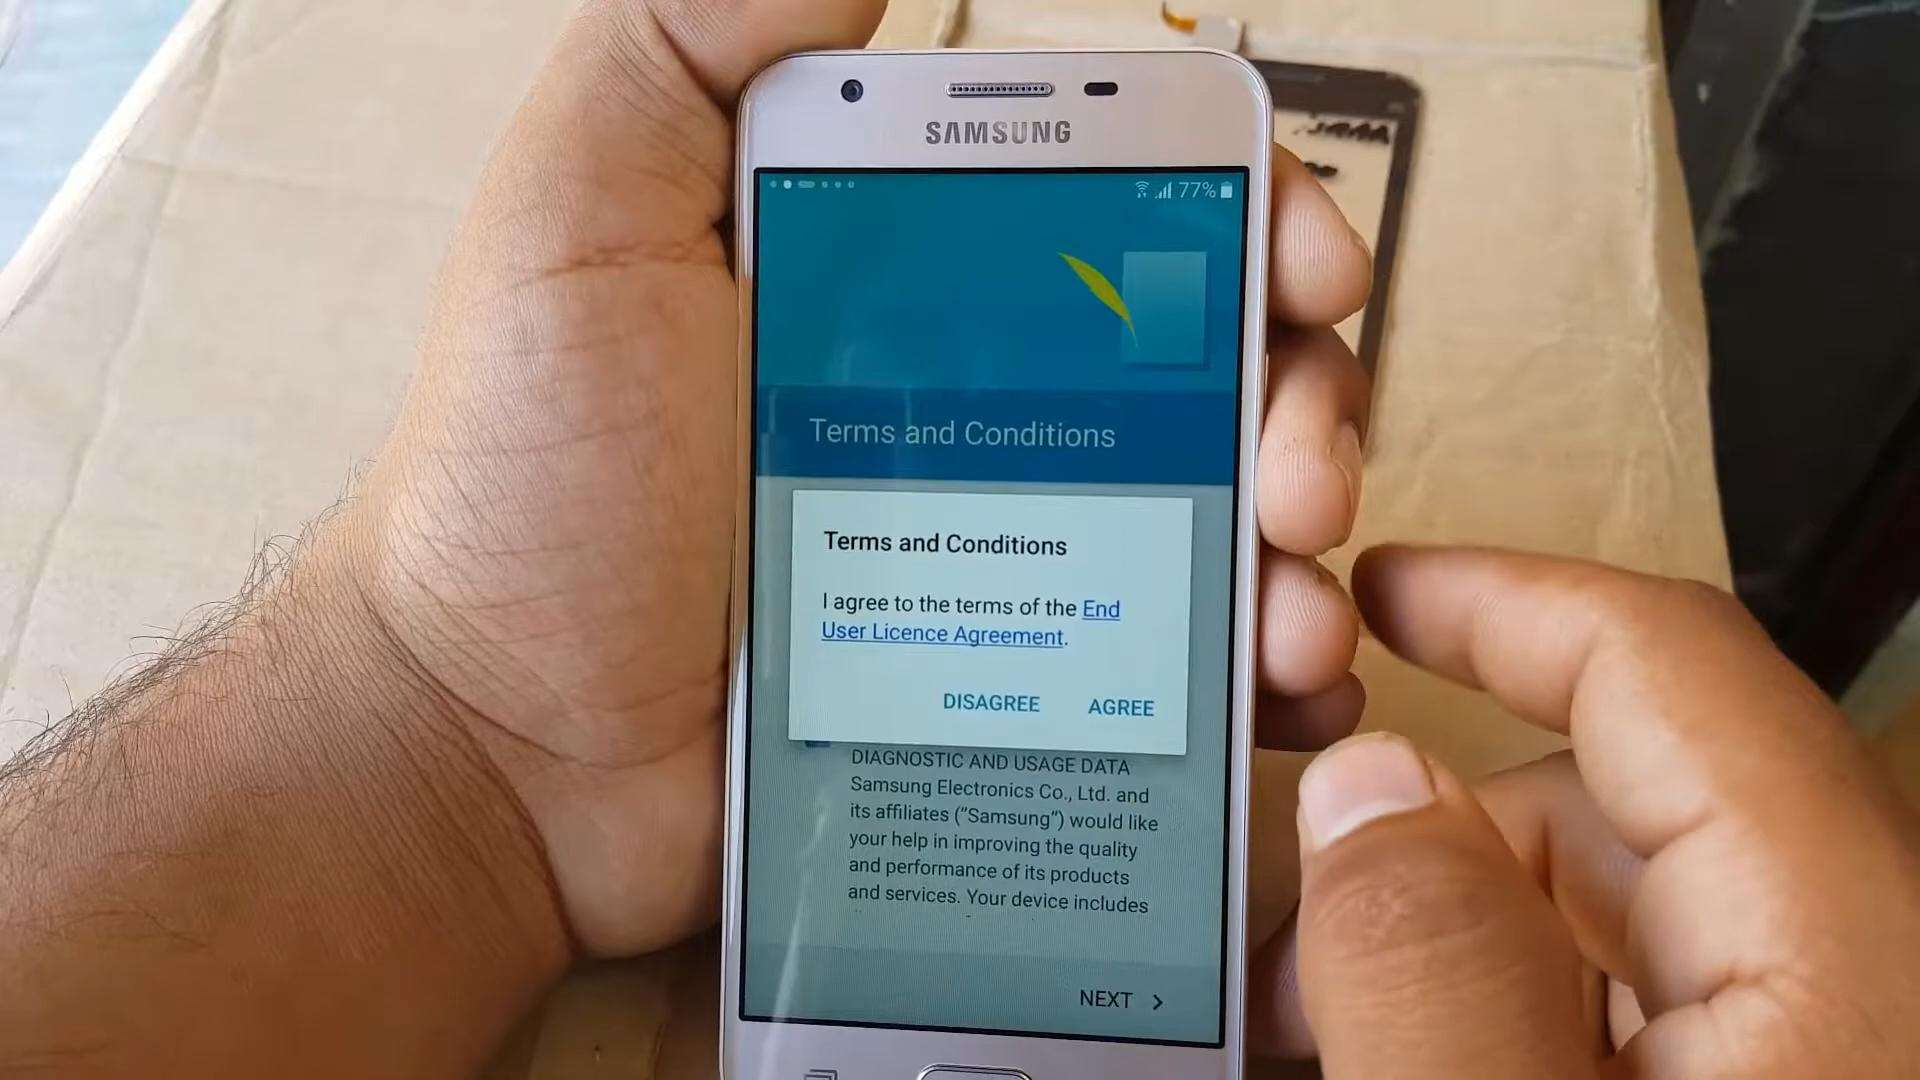 SAMSUNG
77%
Terms and Conditions
Terms and Conditions
I agree to the terms of the End
User Licence Agreement.
DISAGREE AGREE
DIAGNOSTIC AND USAGE DATA
Samsung Electronics Co., Ltd. and
its affiliates ("Samsung") would like
your help in improving the quality
and performance of its products
and services. Your device includes
NEXT >